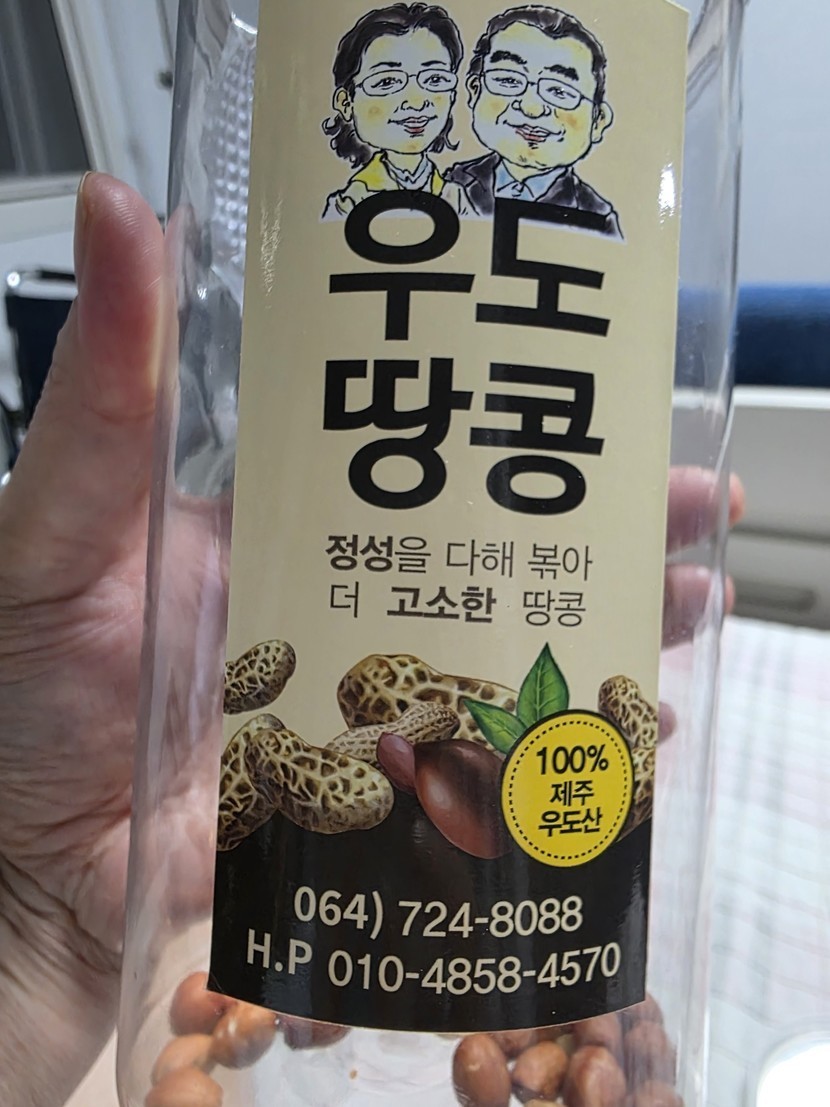 우도
땅콩
정성을 다해 볶아
더 고소한 땅콩
100%
제주
우도산
064) 724-8088
H.P 010-4858-4570